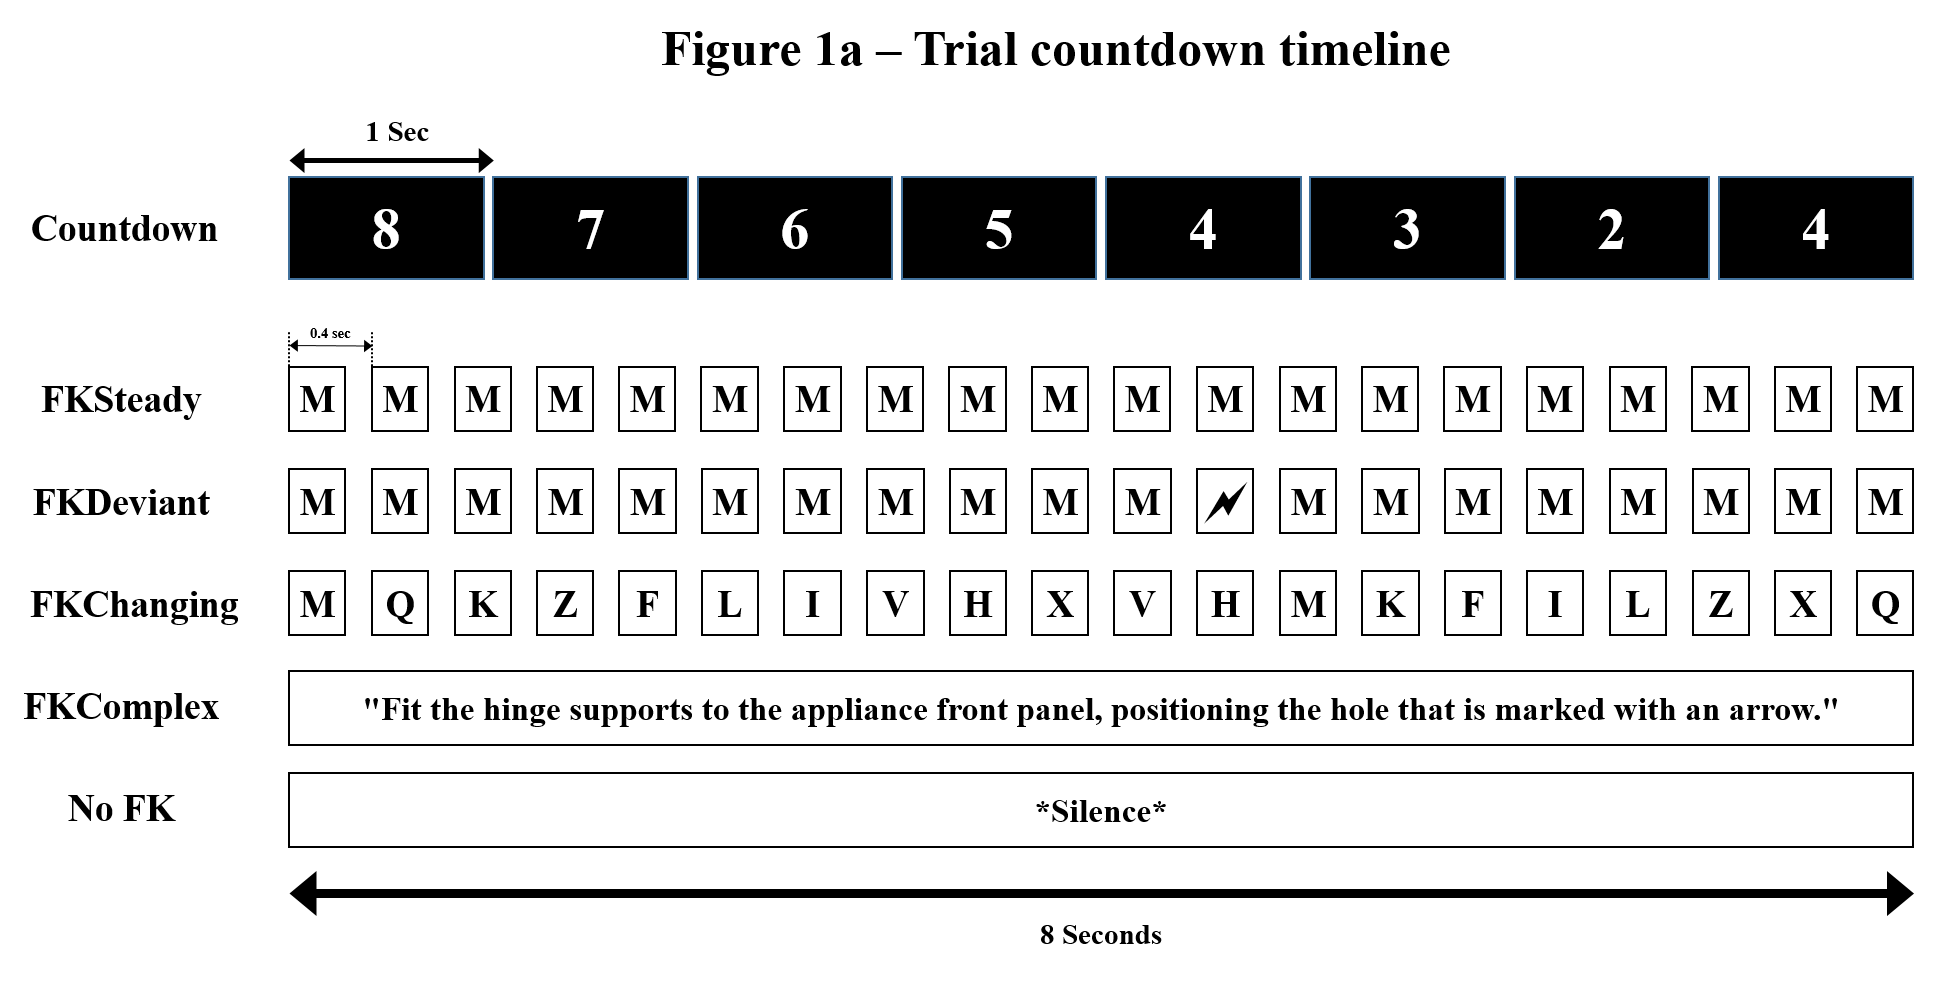 Figure 1a – Trial countdown timeline
1 Sec
Countdown 8 7 6 5 4 3 2 4
0.4 sec
FKSteady M M M M M M M M M M M M M M M M M M M M
FKDeviant M M M M M M M M M M M M M M M M M M M
FKChanging M Q K Z F L I V H X V H M K F I L Z X Q
FKComplex "Fit the hinge supports to the appliance front panel, positioning the hole that is marked with an arrow."
No FK *Silence*
8 Seconds